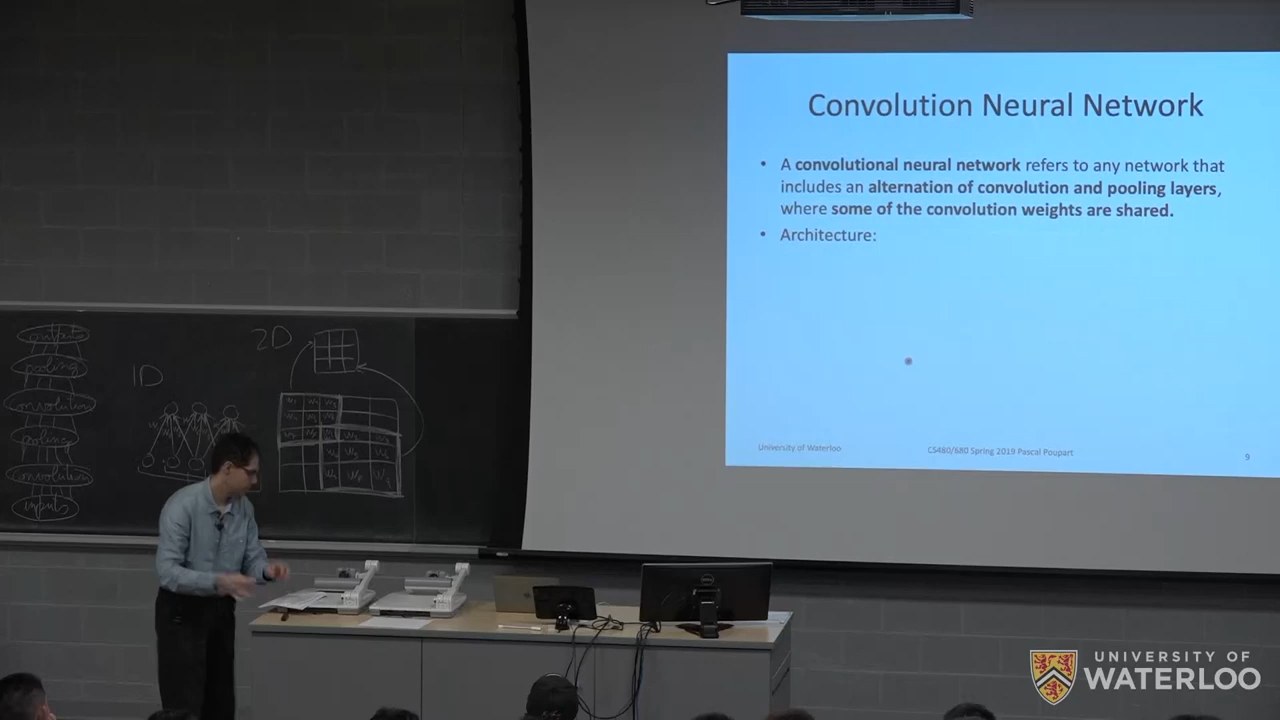 Convolution Neural Network
• A convolutional neural network refers to any network that
includes an alternation of convolution and pooling layers,
where some of the convolution weights are shared.
• Architecture:
University of Waterloo
CS480/680 Spring 2019 Pascal Poupart
9
outputs
pooling
convolution
pooling
convolution
inputs
1D
2D
UNIVERSITY OF
WATERLOO